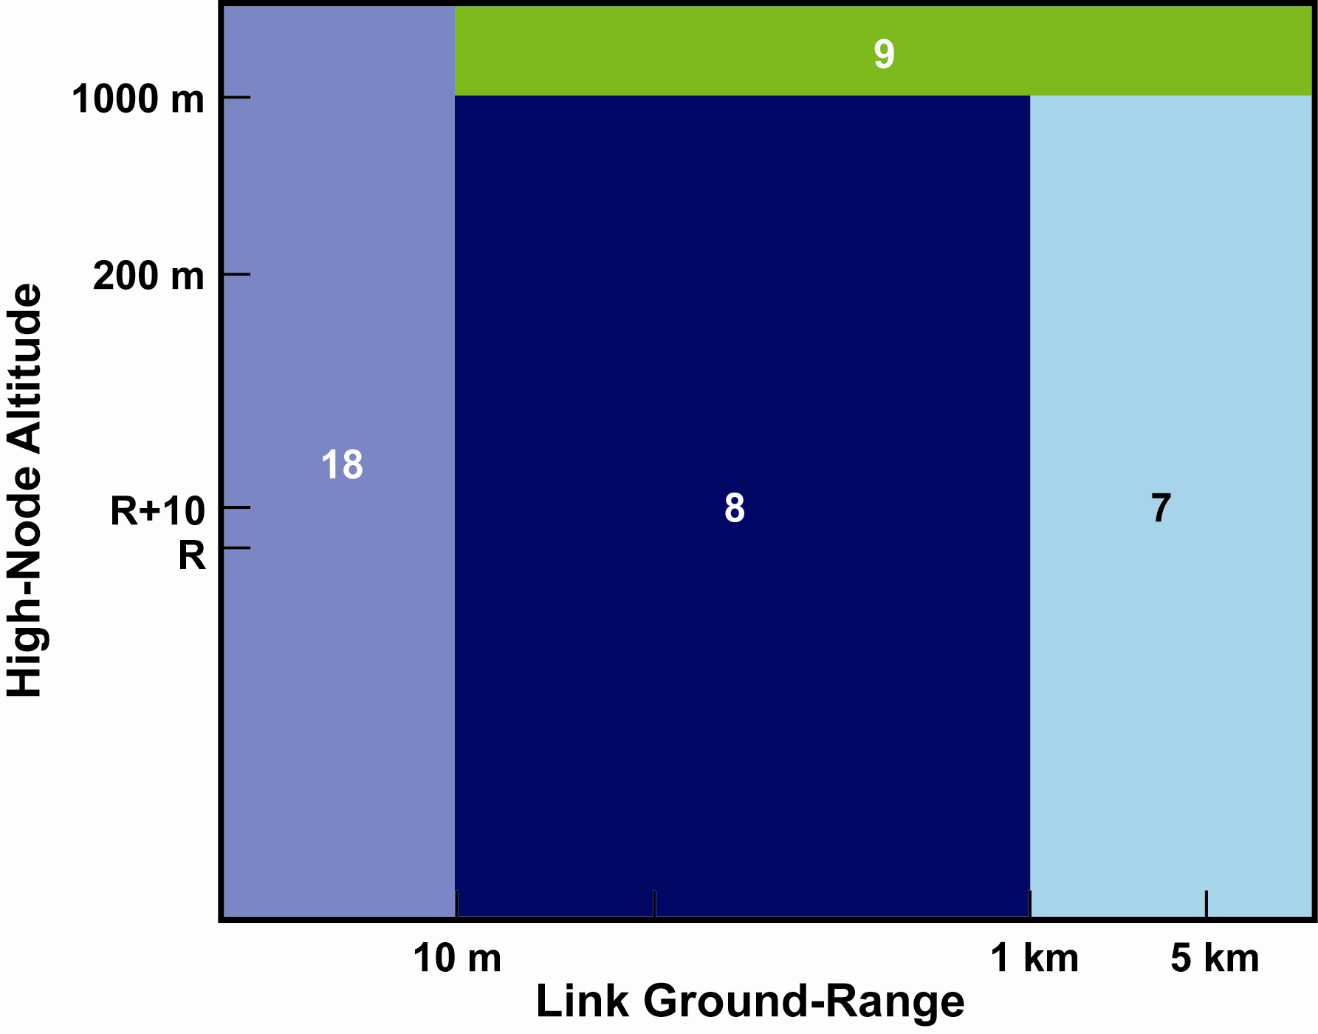 9
1000 m
200 m
High-Node Altitude
18
R+10
8
7
R
10 m
1 km
5 km
Link Ground-Range